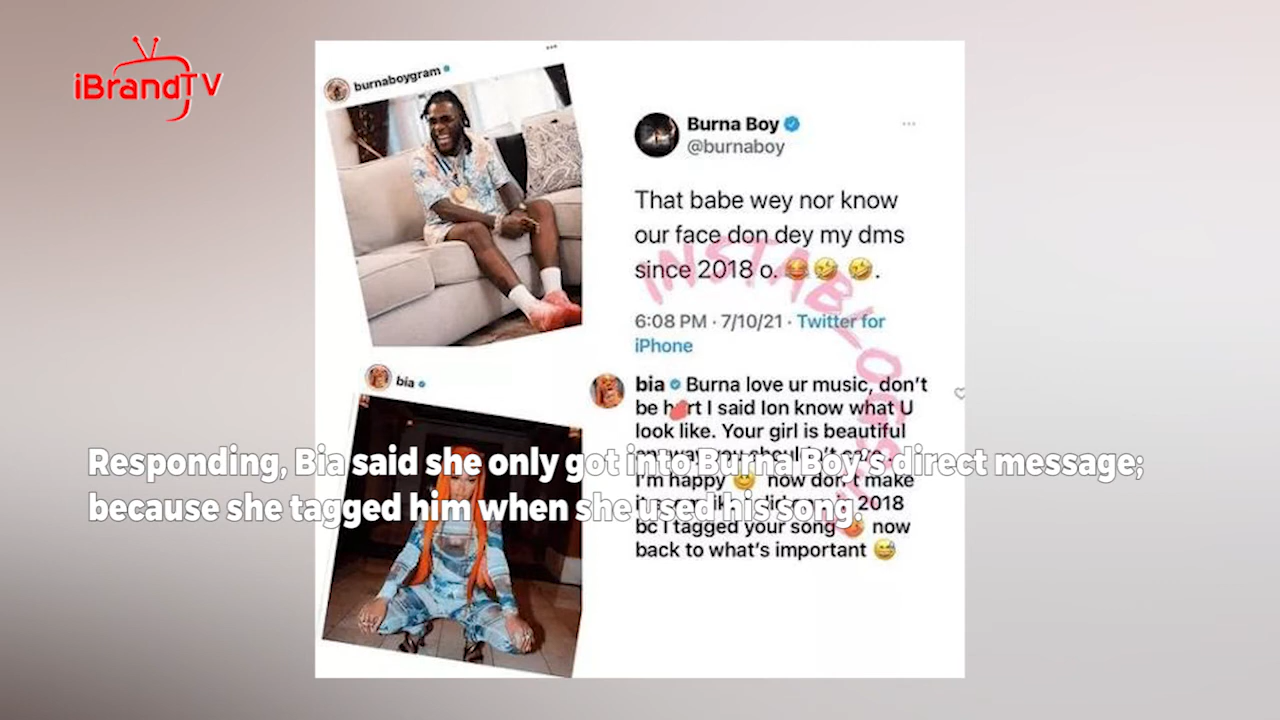 iBrandTV
burnaboygram
Burna Boy
@burnaboy
That babe wey nor know
our face don dey my dms
since 2018 o.
INSTABLOG
6:08 PM · 7/10/21 · Twitter for
iPhone
bia
bia Burna love ur music, don't
be hurt I said Ion know what U
look like. Your girl is beautiful
I'm happy now don't make
2018
bc I tagged your song now
back to what's important
Responding, Bia said she only got into Burna Boy's direct message;
because she tagged him when she used his song.